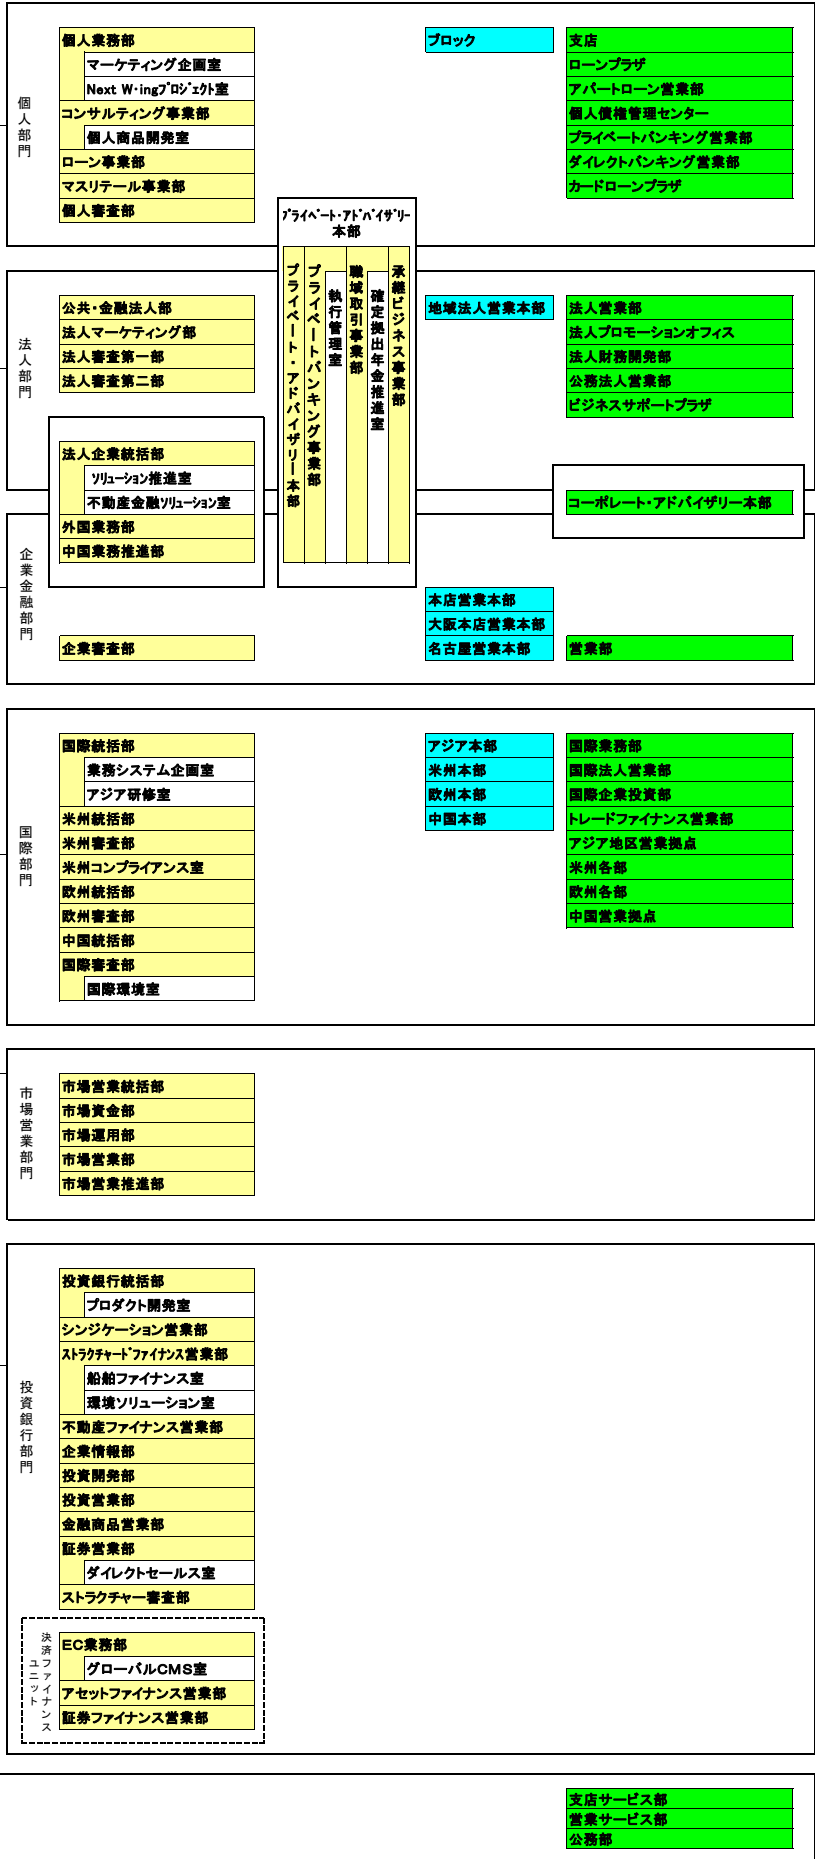 個人部門
個人業務部
マーケティング企画室
Next W・ingプロジェクト室
コンサルティング事業部
個人商品開発室
ローン事業部
マスリテール事業部
個人審査部
ブロック
支店
ローンプラザ
アパートローン営業部
個人債権管理センター
プライベートバンキング営業部
ダイレクトバンキング営業部
カードローンプラザ
プライベート・アドバイザリー
本部
プライベート・アドバイザリー本部
プライベートバンキング事業部
執行管理室
職域取引事業部
確定拠出年金推進室
承継ビジネス事業部
法人部門
公共・金融法人部
法人マーケティング部
法人審査第一部
法人審査第二部
地域法人営業本部
法人営業部
法人プロモーションオフィス
法人財務開発部
公務法人営業部
ビジネスサポートプラザ
法人企業統括部
ソリューション推進室
不動産金融ソリューション室
外国業務部
中国業務推進部
コーポレート・アドバイザリー本部
企業金融部門
企業審査部
本店営業本部
大阪本店営業本部
名古屋営業本部
営業部
国際部門
国際統括部
業務システム企画室
アジア研修室
米州統括部
米州審査部
米州コンプライアンス室
欧州統括部
欧州審査部
中国統括部
国際審査部
国際環境室
アジア本部
米州本部
欧州本部
中国本部
国際業務部
国際法人営業部
国際企業投資部
トレードファイナンス営業部
アジア地区営業拠点
米州各部
欧州各部
中国営業拠点
市場営業部門
市場営業統括部
市場資金部
市場運用部
市場営業部
市場営業推進部
投資銀行部門
投資銀行統括部
プロダクト開発室
シンジケーション営業部
ストラクチャードファイナンス営業部
船舶ファイナンス室
環境ソリューション室
不動産ファイナンス営業部
企業情報部
投資開発部
投資営業部
金融商品営業部
証券営業部
ダイレクトセールス室
ストラクチャー審査部
決済ファイナンス
ユニット
EC業務部
グローバルCMS室
アセットファイナンス営業部
証券ファイナンス営業部
支店サービス部
営業サービス部
公務部